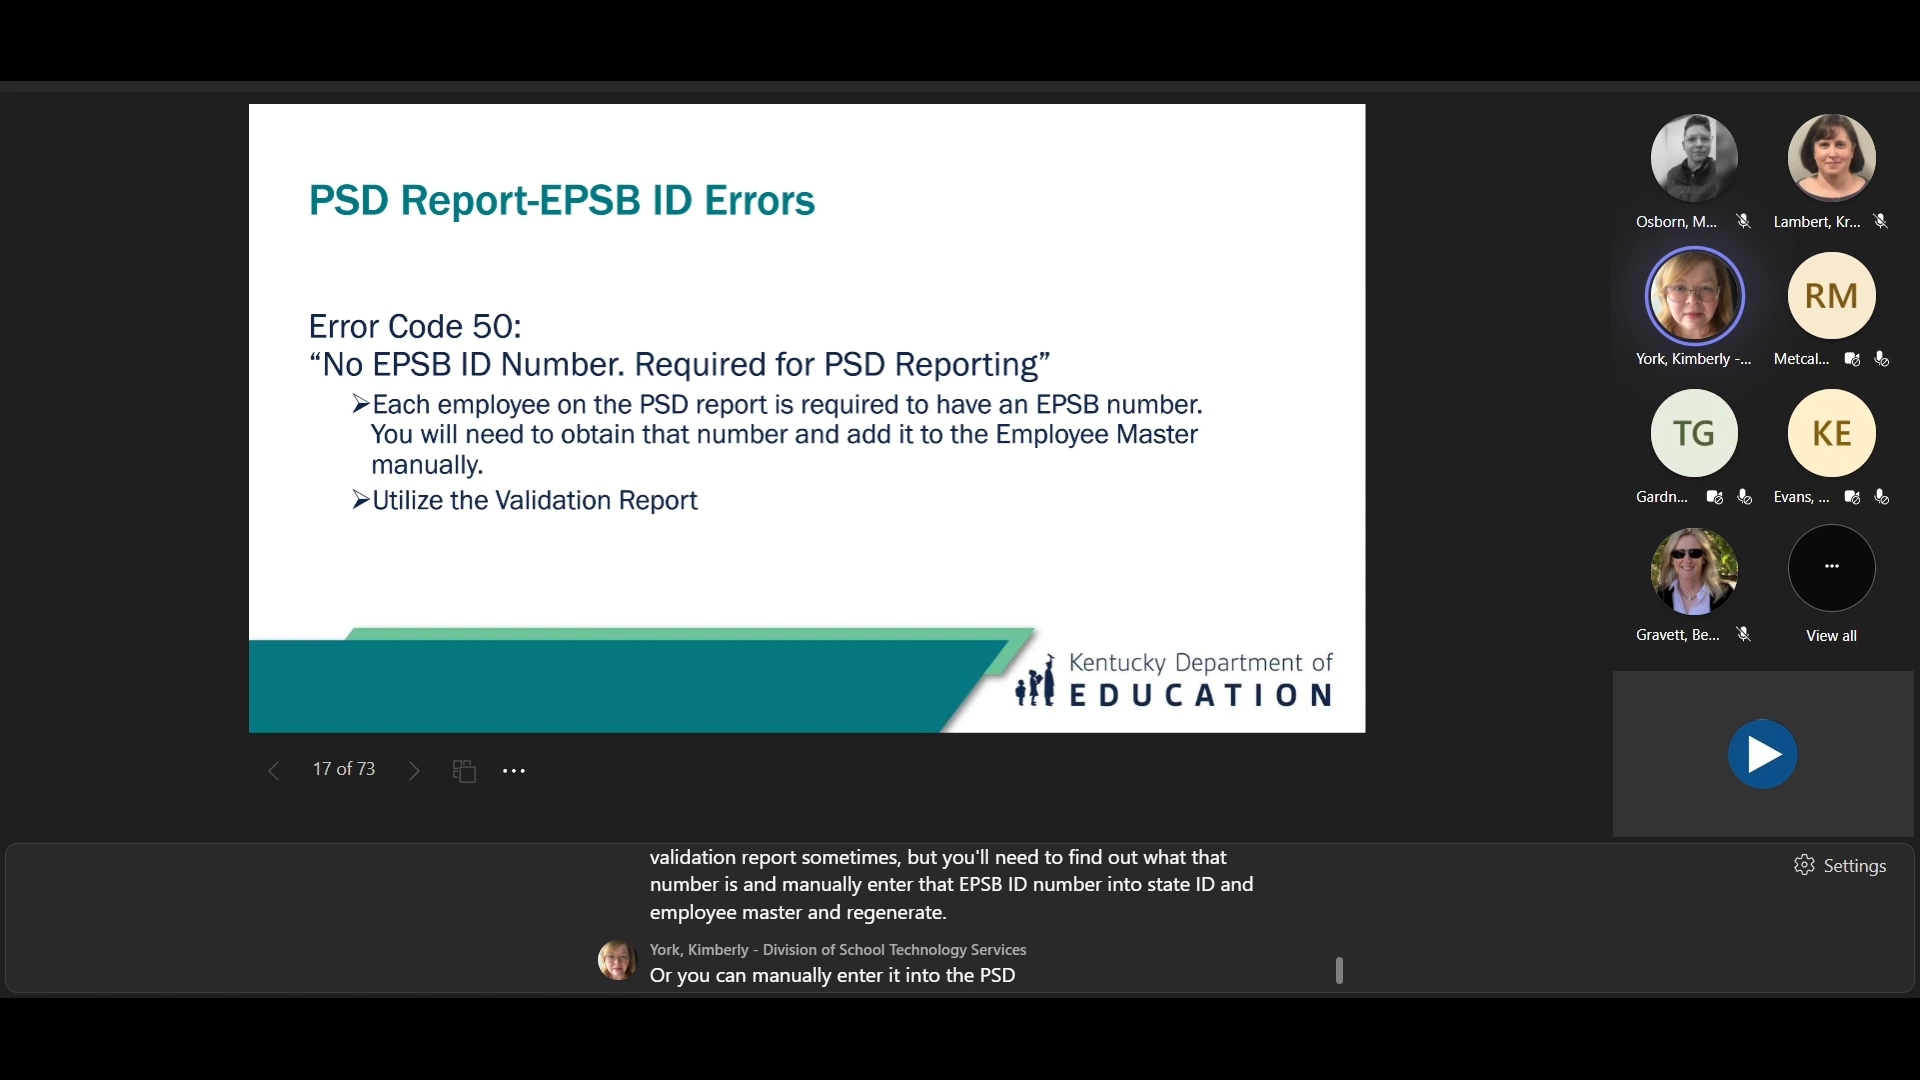 PSD Report-EPSB ID Errors
Error Code 50:
“No EPSB ID Number. Required for PSD Reporting”
➢Each employee on the PSD report is required to have an EPSB number.
You will need to obtain that number and add it to the Employee Master
manually.
➢Utilize the Validation Report
Kentucky Department of
EDUCATION
17 of 73
Osborn, M...
Lambert, Kr...
York, Kimberly -...
RM
Metcal...
TG
Gardn...
KE
Evans, ...
Gravett, Be...
View all
Settings
validation report sometimes, but you'll need to find out what that
number is and manually enter that EPSB ID number into state ID and
employee master and regenerate.
York, Kimberly - Division of School Technology Services
Or you can manually enter it into the PSD